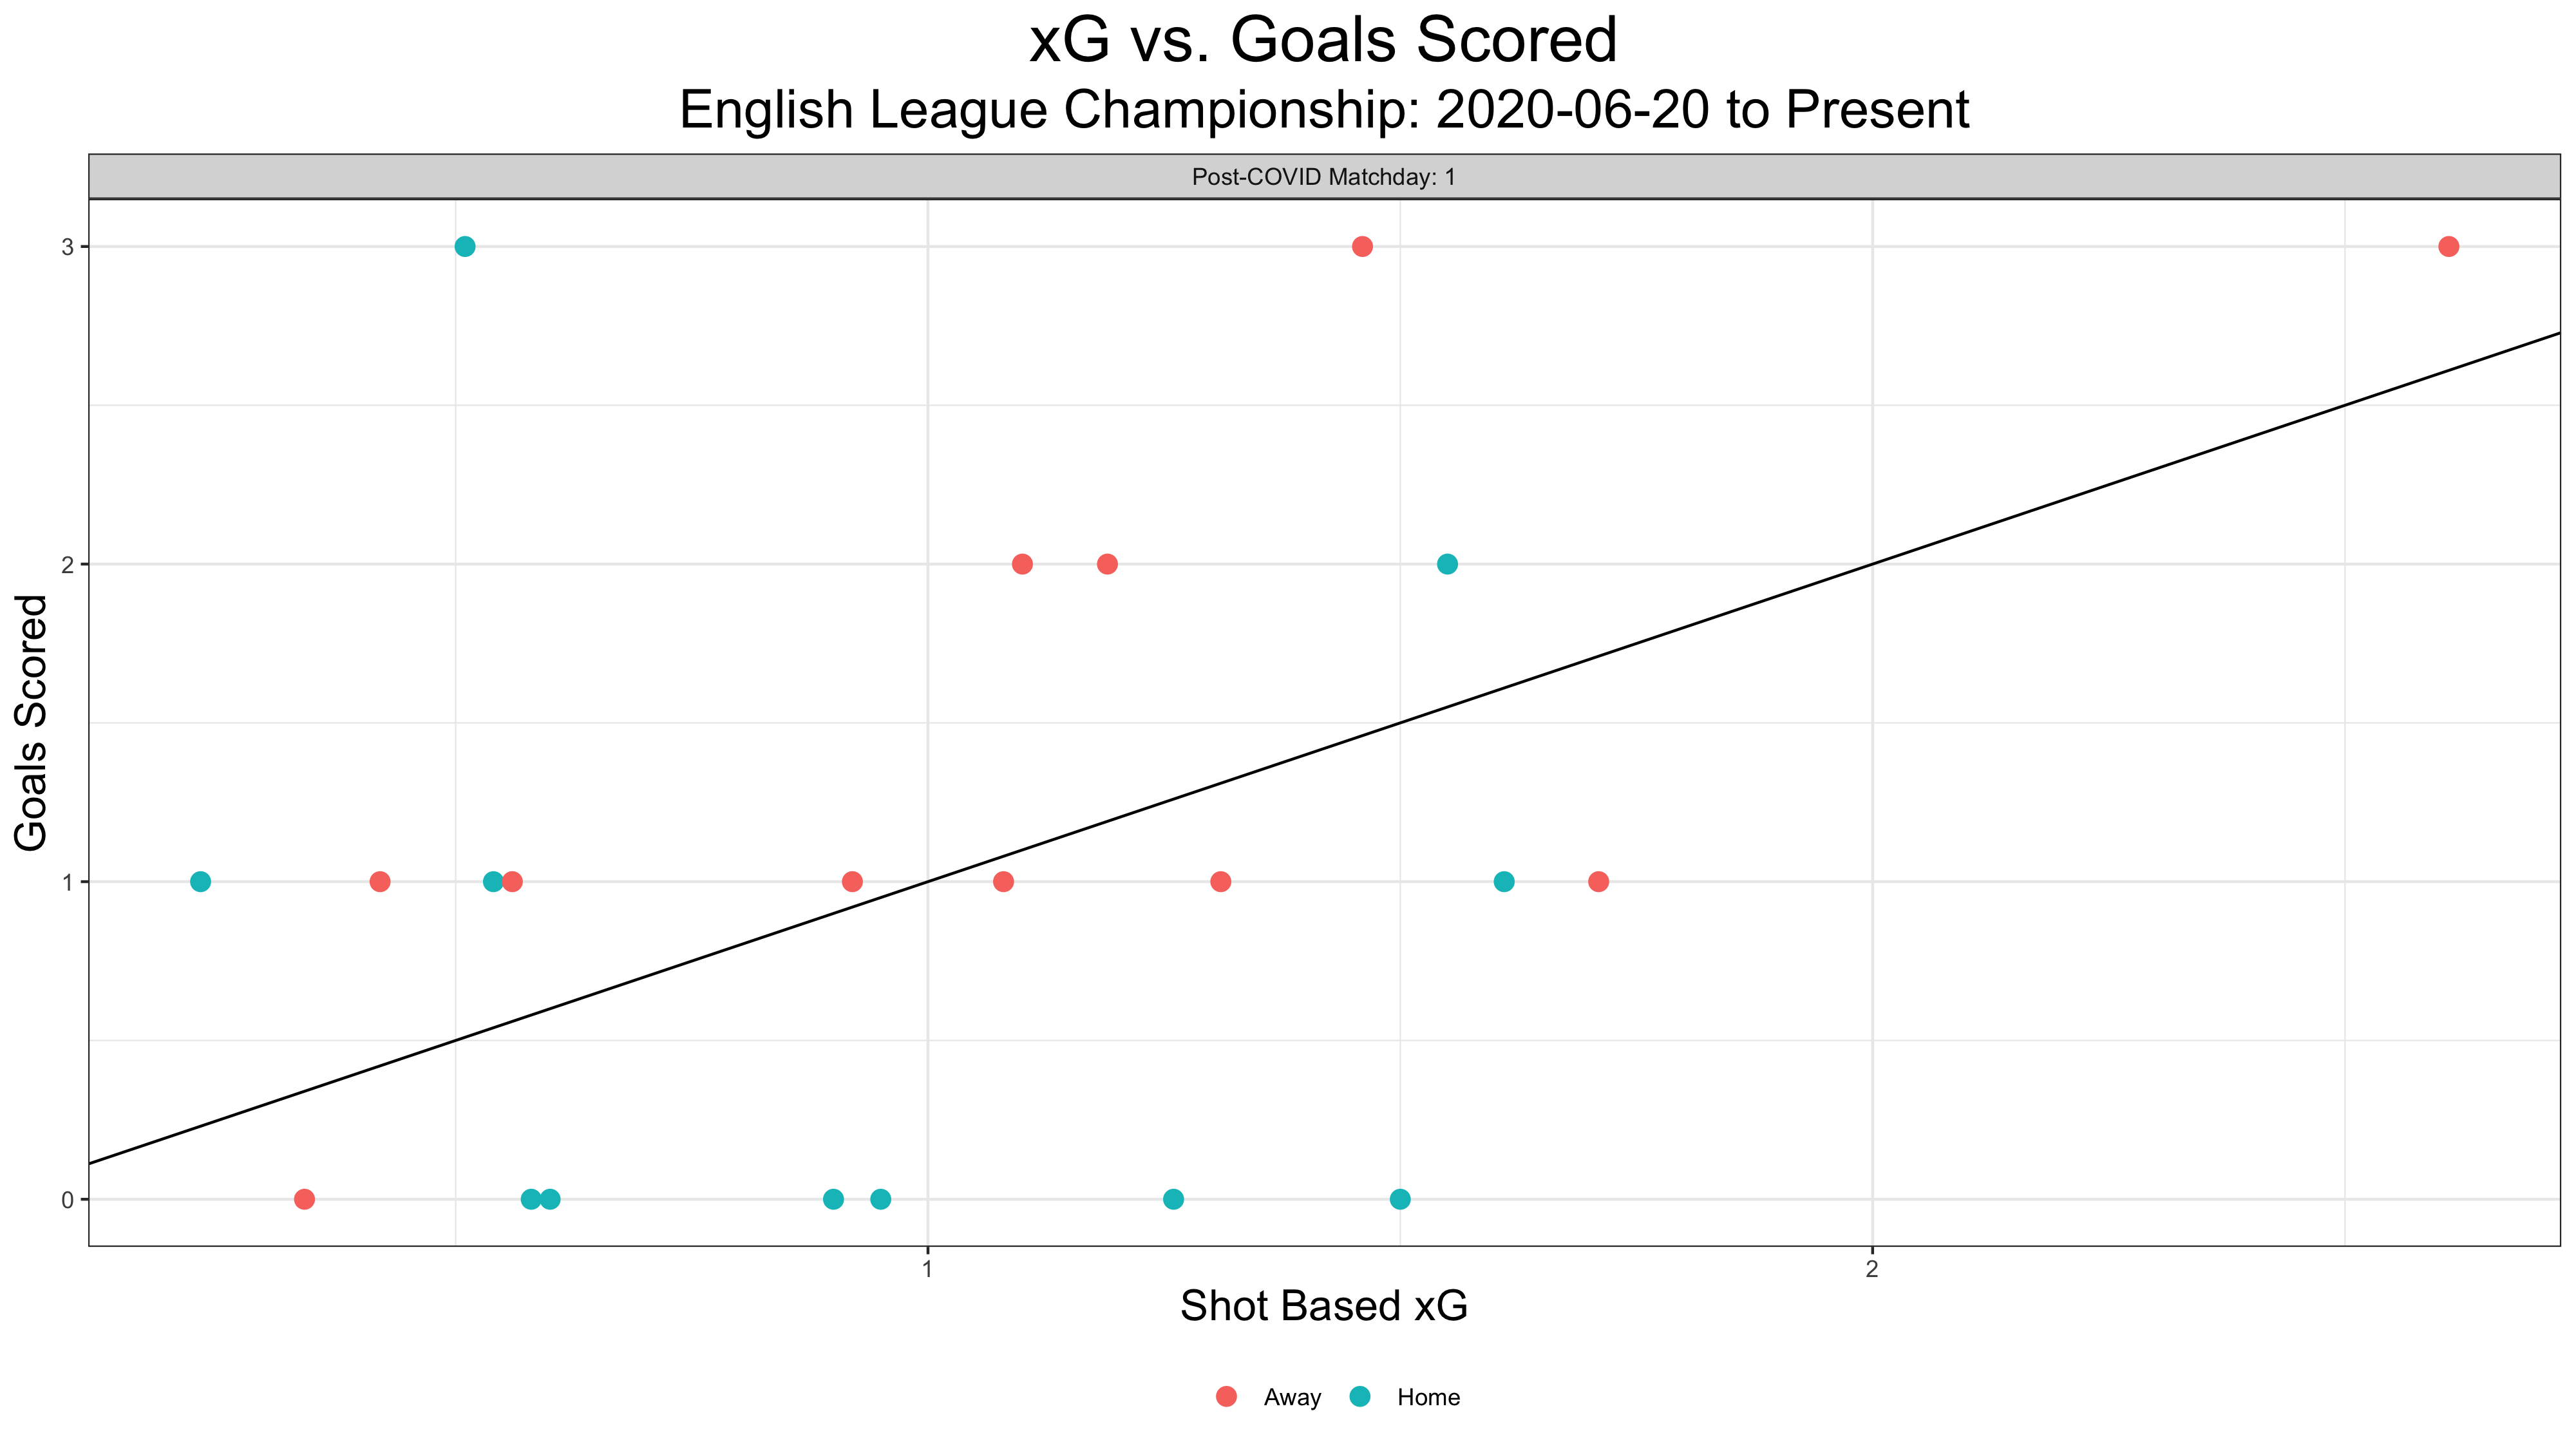 xG vs. Goals Scored
English League Championship: 2020-06-20 to Present
Post-COVID Matchday: 1
3
2
1
0
Goals Scored
1 2
Shot Based xG
Away Home